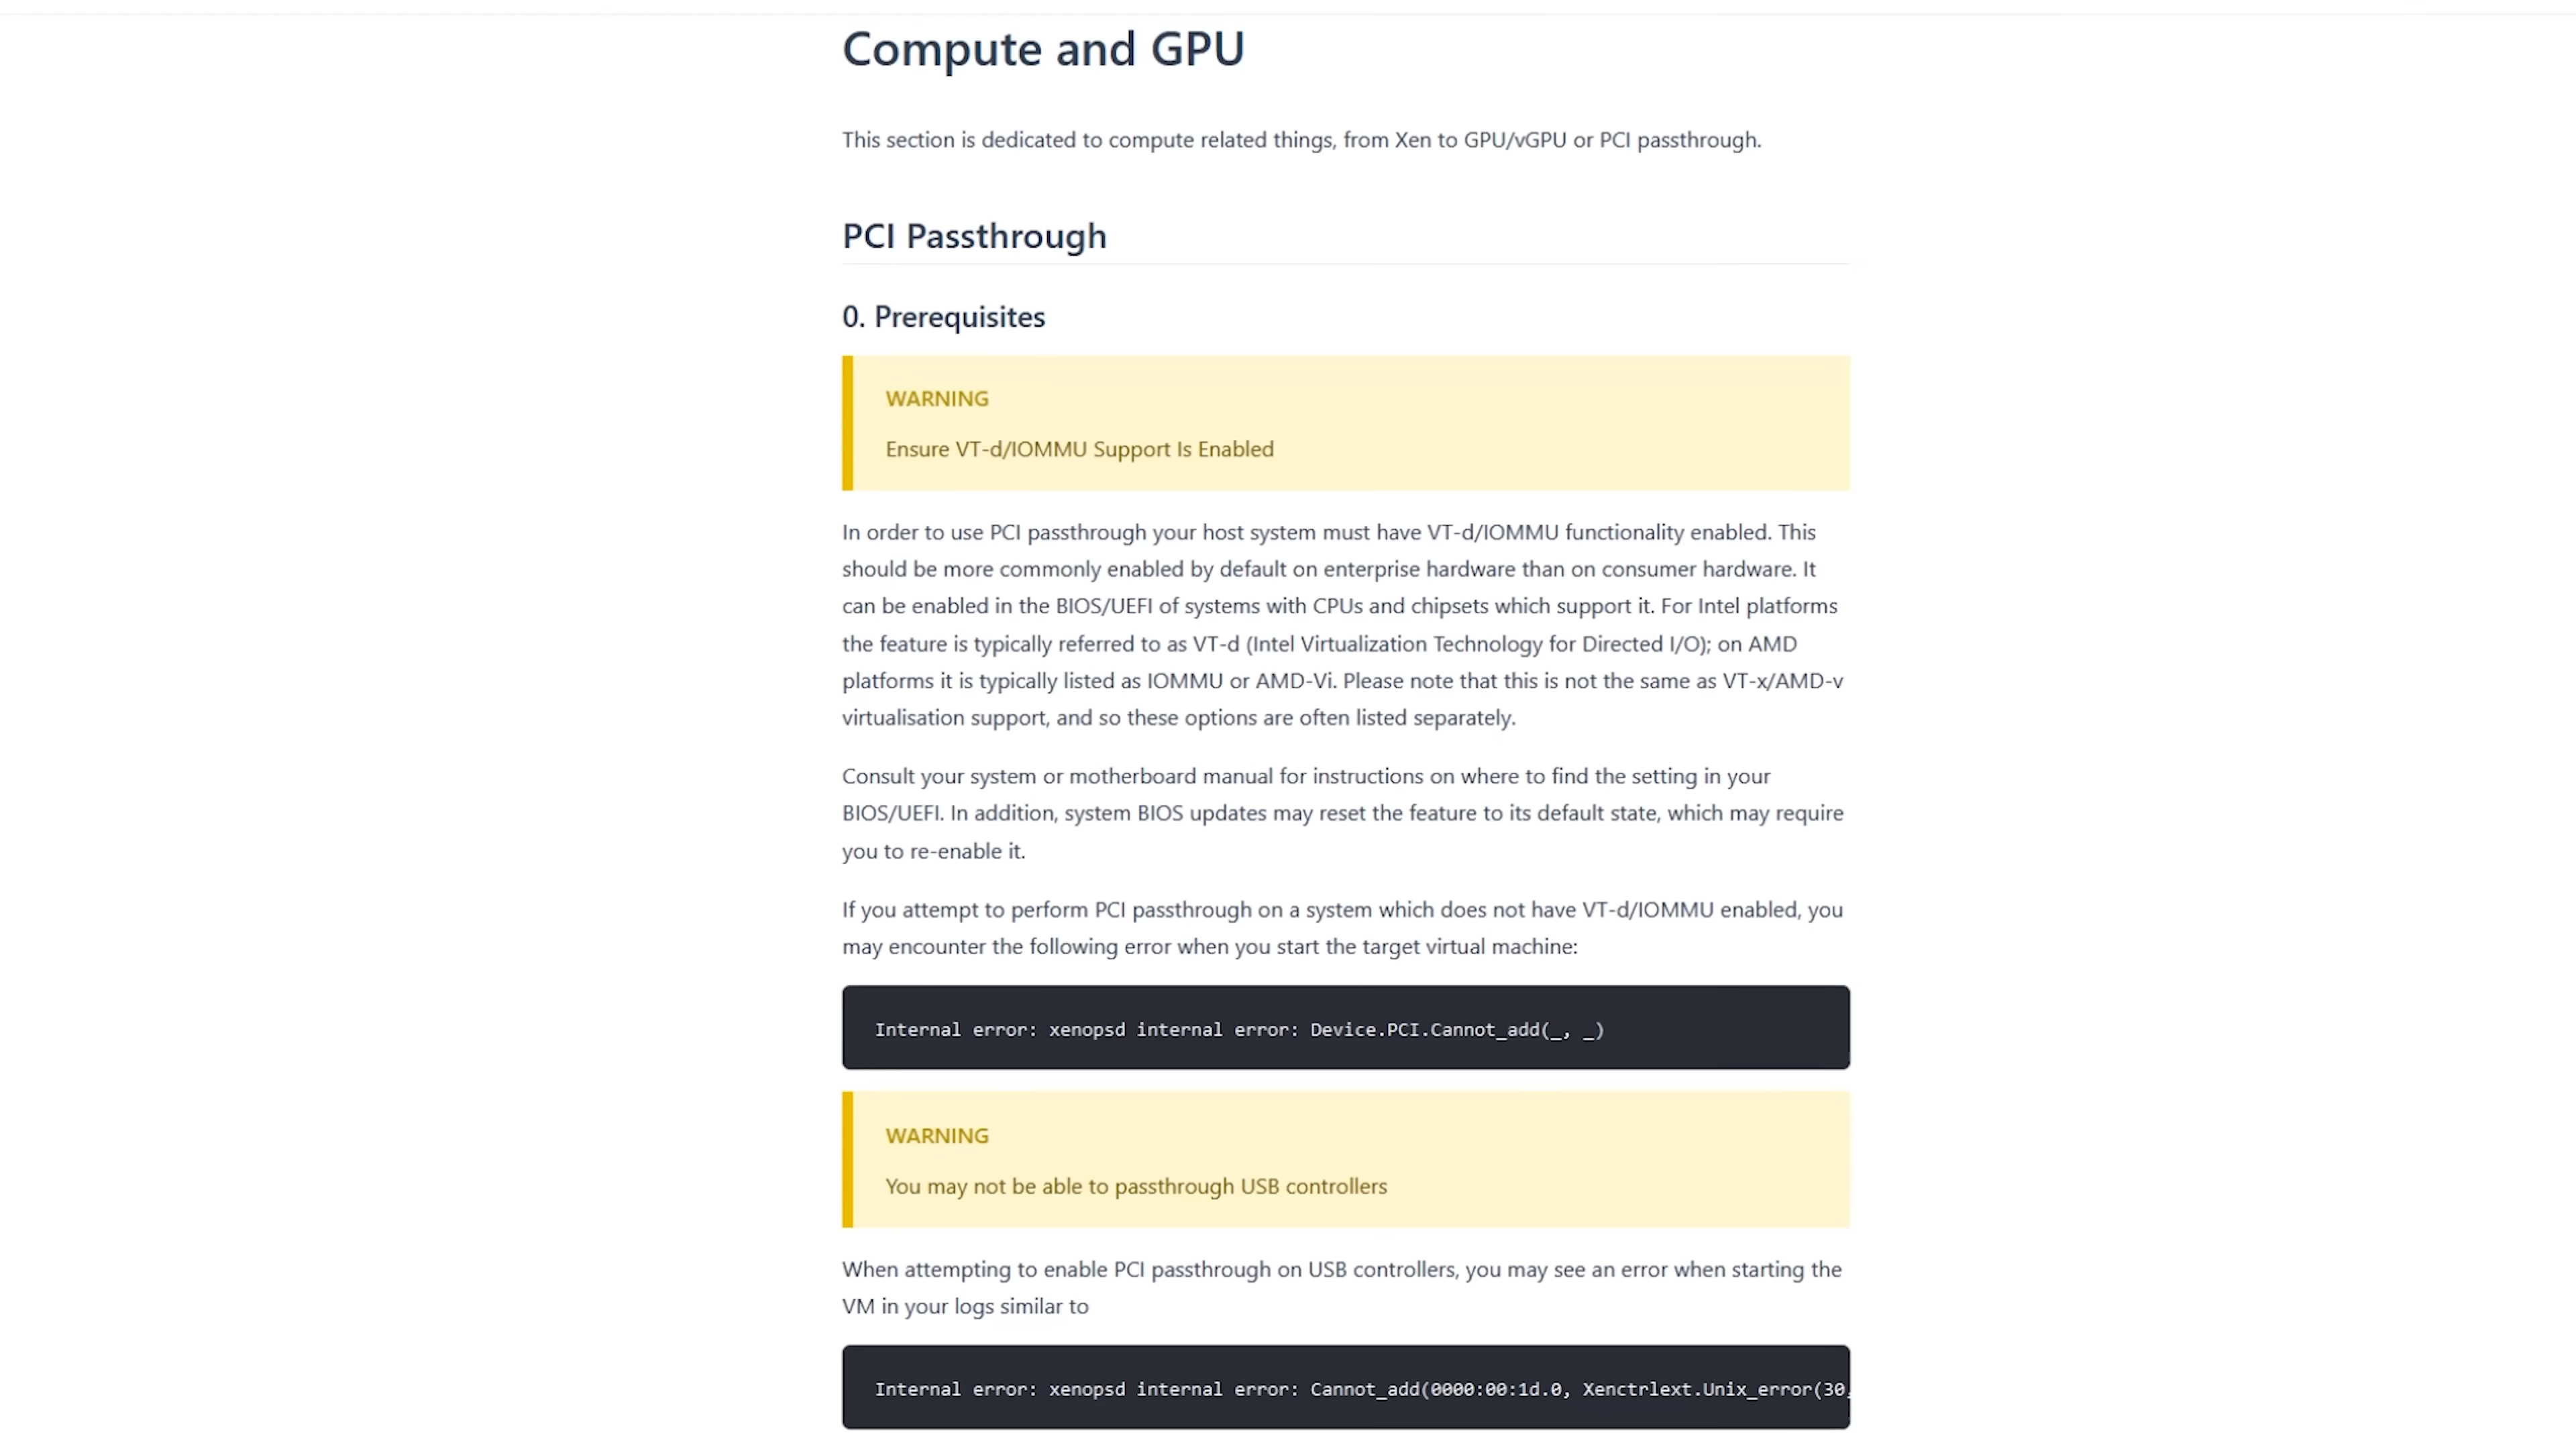 Compute and GPU
This section is dedicated to compute related things, from Xen to GPU/vGPU or PCI passthrough.
PCI Passthrough
0. Prerequisites
WARNING
Ensure VT-d/IOMMU Support Is Enabled
In order to use PCI passthrough your host system must have VT-d/IOMMU functionality enabled. This
should be more commonly enabled by default on enterprise hardware than on consumer hardware. It
can be enabled in the BIOS/UEFI of systems with CPUs and chipsets which support it. For Intel platforms
the feature is typically referred to as VT-d (Intel Virtualization Technology for Directed I/O); on AMD
platforms it is typically listed as IOMMU or AMD-Vi. Please note that this is not the same as VT-x/AMD-v
virtualisation support, and so these options are often listed separately.
Consult your system or motherboard manual for instructions on where to find the setting in your
BIOS/UEFI. In addition, system BIOS updates may reset the feature to its default state, which may require
you to re-enable it.
If you attempt to perform PCI passthrough on a system which does not have VT-d/IOMMU enabled, you
may encounter the following error when you start the target virtual machine:
Internal error: xenopsd internal error: Device.PCI.Cannot_add(_, _)
WARNING
You may not be able to passthrough USB controllers
When attempting to enable PCI passthrough on USB controllers, you may see an error when starting the
VM in your logs similar to
Internal error: xenopsd internal error: Cannot_add(0000:00:1d.0, Xenctrlext.Unix_error(30,